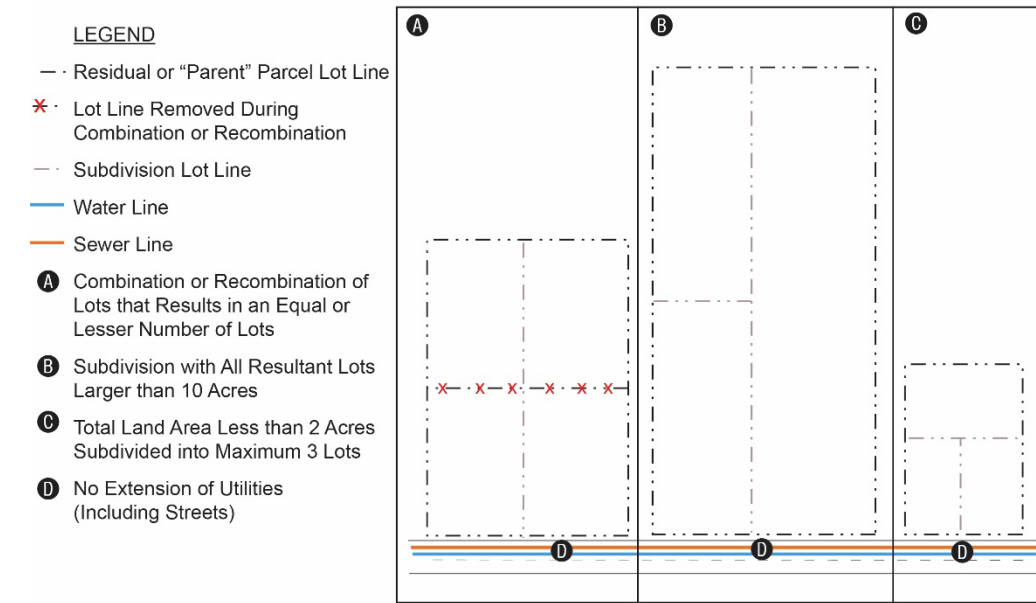 LEGEND
Residual or “Parent” Parcel Lot Line
Lot Line Removed During
Combination or Recombination
Subdivision Lot Line
Water Line
Sewer Line
A Combination or Recombination of
Lots that Results in an Equal or
Lesser Number of Lots
B Subdivision with All Resultant Lots
Larger than 10 Acres
C Total Land Area Less than 2 Acres
Subdivided into Maximum 3 Lots
D No Extension of Utilities
(Including Streets)
A
B
C
X X X X X X
D
D
D